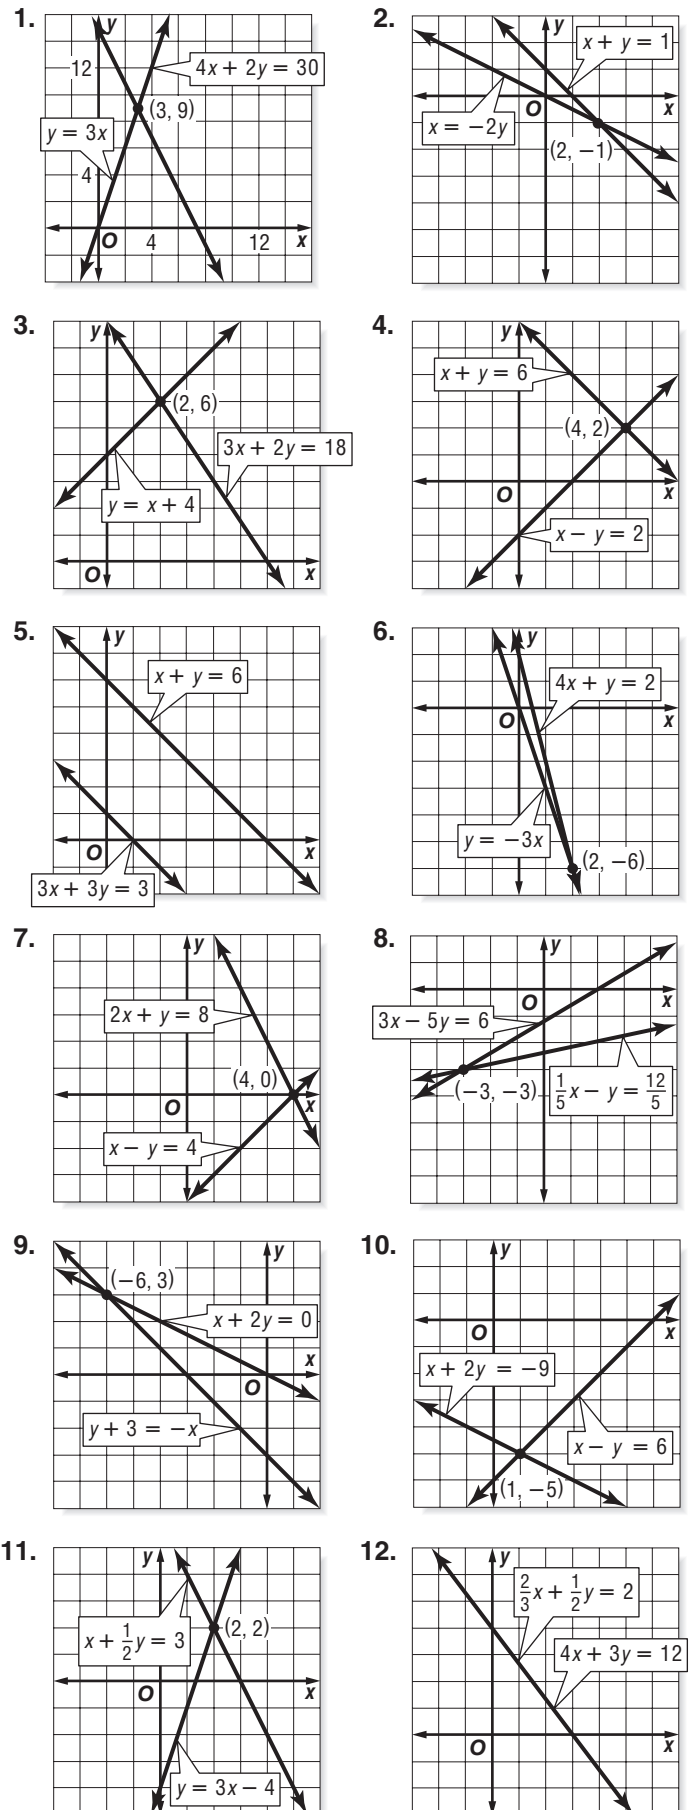 1.
y
12
4x + 2y = 30
(3, 9)
y = 3x
4
O 4 12 x
2.
y
x + y = 1
O x
x = −2y
(2, −1)
3.
y
(2, 6)
3x + 2y = 18
y = x + 4
O x
4.
y
x + y = 6
(4, 2)
O x
x − y = 2
5.
y
x + y = 6
O x
3x + 3y = 3
6.
y
4x + y = 2
O x
y = −3x
(2, −6)
7.
y
2x + y = 8
(4, 0)
O x
x − y = 4
8.
y
O x
3x − 5y = 6
(−3, −3)
1/5x − y = 12/5
9.
y
(−6, 3)
x + 2y = 0
x
O
y + 3 = −x
10.
y
O x
x + 2y = −9
x − y = 6
(1, −5)
11.
y
x + 1/2y = 3
(2, 2)
O x
y = 3x − 4
12.
y
2/3x + 1/2y = 2
4x + 3y = 12
O x